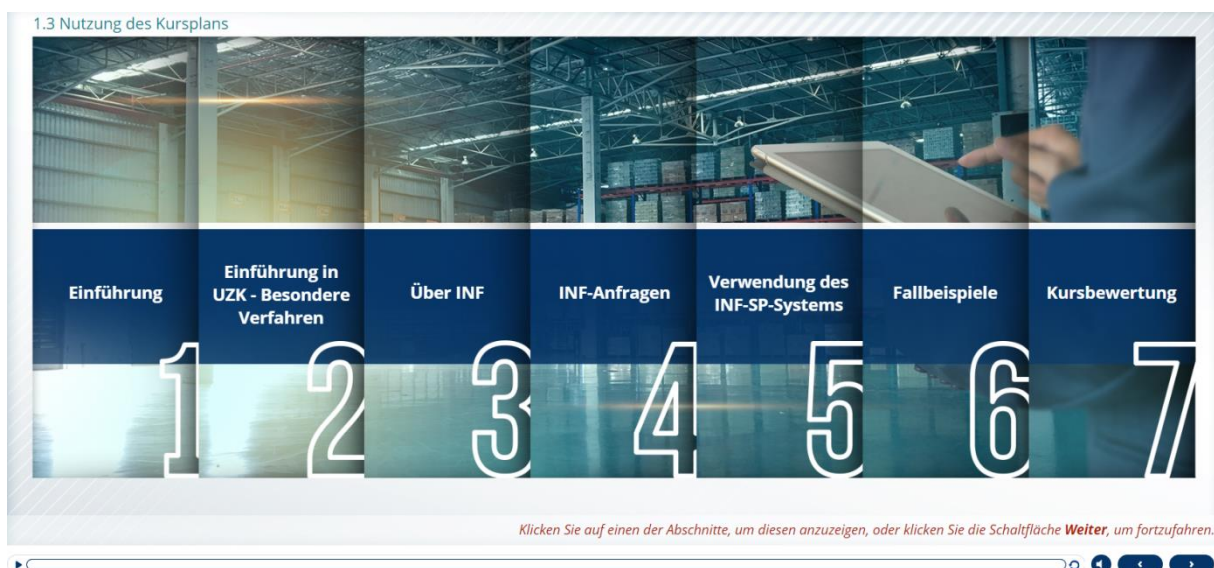 1.3 Nutzung des Kursplans
Einführung
1
Einführung in
UZK - Besondere
Verfahren
2
Über INF
3
INF-Anfragen
4
Verwendung des
INF-SP-Systems
5
Fallbeispiele
6
Kursbewertung
7
Klicken Sie auf einen der Abschnitte, um diesen anzuzeigen, oder klicken Sie die Schaltfläche Weiter, um fortzufahren.